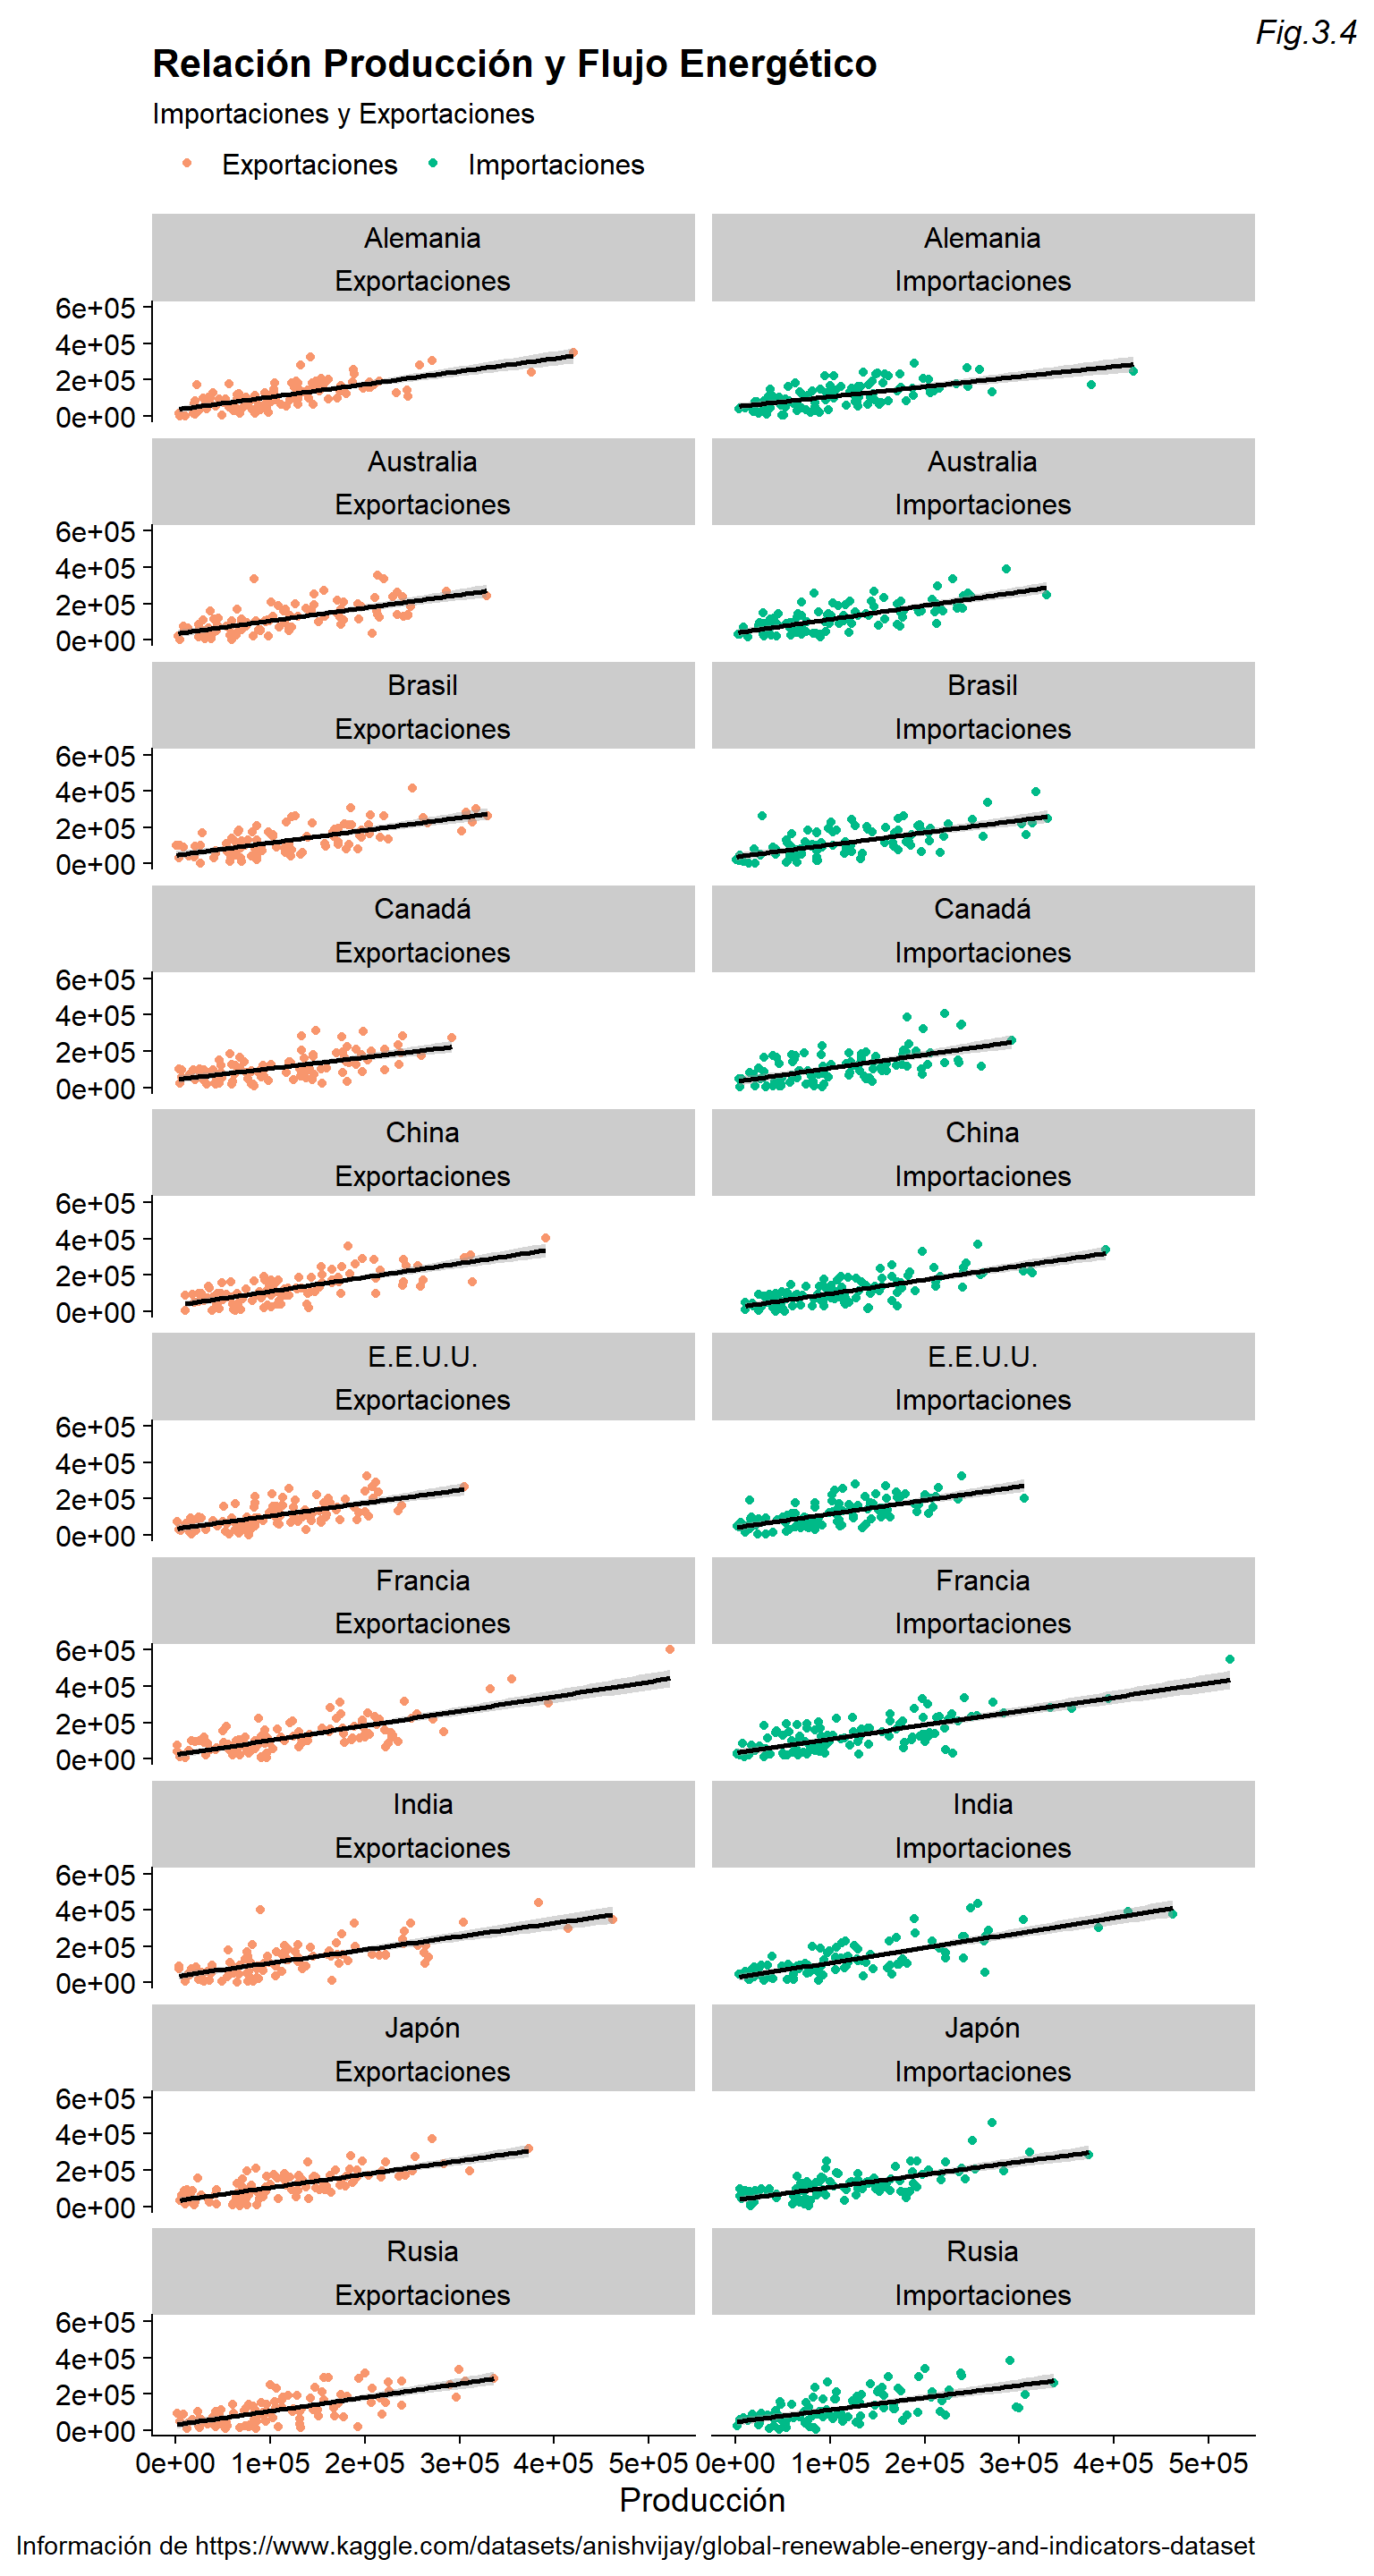 Fig.3.4
Relación Producción y Flujo Energético
Importaciones y Exportaciones
Exportaciones Importaciones
Alemania Alemania
Exportaciones Importaciones
6e+05
4e+05
2e+05
0e+00
Australia Australia
Exportaciones Importaciones
6e+05
4e+05
2e+05
0e+00
Brasil Brasil
Exportaciones Importaciones
6e+05
4e+05
2e+05
0e+00
Canadá Canadá
Exportaciones Importaciones
6e+05
4e+05
2e+05
0e+00
China China
Exportaciones Importaciones
6e+05
4e+05
2e+05
0e+00
E.E.U.U. E.E.U.U.
Exportaciones Importaciones
6e+05
4e+05
2e+05
0e+00
Francia Francia
Exportaciones Importaciones
6e+05
4e+05
2e+05
0e+00
India India
Exportaciones Importaciones
6e+05
4e+05
2e+05
0e+00
Japón Japón
Exportaciones Importaciones
6e+05
4e+05
2e+05
0e+00
Rusia Rusia
Exportaciones Importaciones
6e+05
4e+05
2e+05
0e+00
0e+00 1e+05 2e+05 3e+05 4e+05 5e+05 0e+00 1e+05 2e+05 3e+05 4e+05 5e+05
Producción
Información de https://www.kaggle.com/datasets/anishvijay/global-renewable-energy-and-indicators-dataset